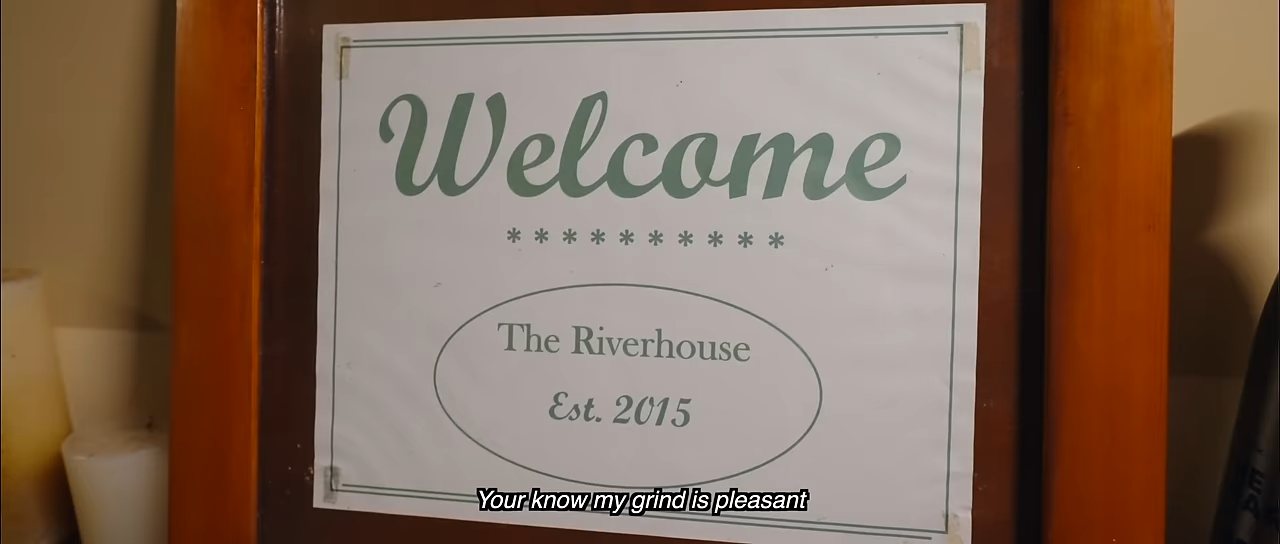 Welcome
**********
The Riverhouse
Est. 2015
Your know my grind is pleasant